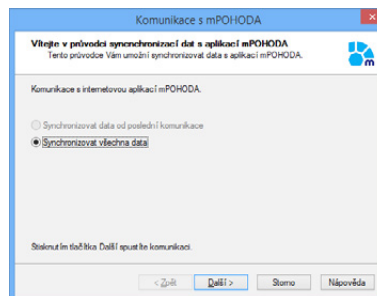 Komunikace s mPOHODA
Vítejte v průvodci syncnchronizací dat s aplikací mPOHODA
Tento průvodce Vám umožní synchronizovat data s aplikací mPOHODA.
m
Komunikace s internetovou aplikací mPOHODA.
Synchronizovat data od poslední komunikace
Synchronizovat všechna data
Stisknutím tlačítka Další spustíte komunikaci.
< Zpět
Další >
Storno
Nápověda